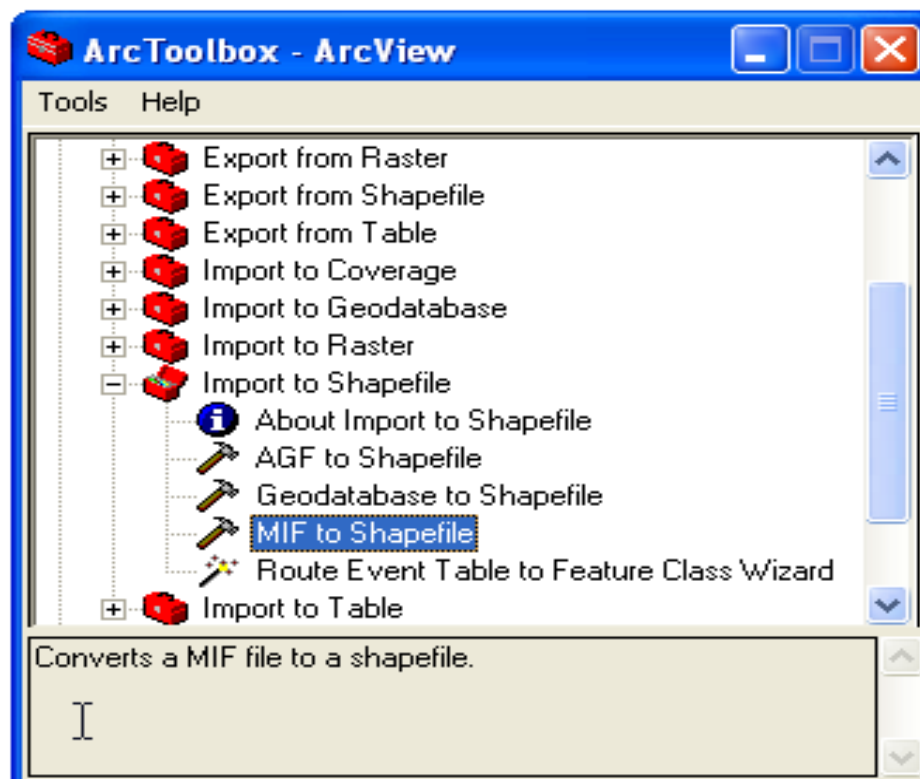 ArcToolbox - ArcView
Tools Help
Export from Raster
Export from Shapefile
Export from Table
Import to Coverage
Import to Geodatabase
Import to Raster
Import to Shapefile
About Import to Shapefile
AGF to Shapefile
Geodatabase to Shapefile
MIF to Shapefile
Route Event Table to Feature Class Wizard
Import to Table
Converts a MIF file to a shapefile.